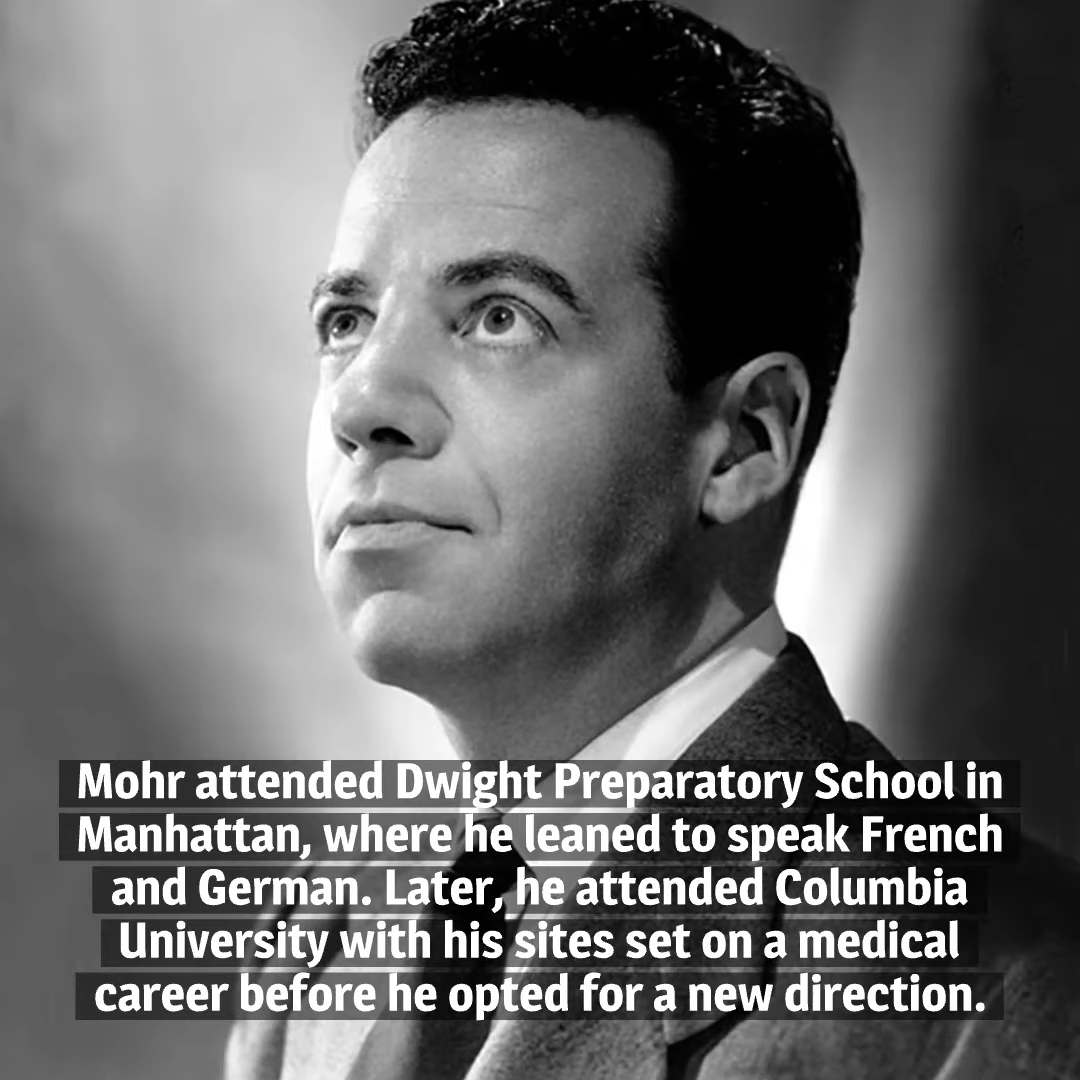 Mohr attended Dwight Preparatory School in
Manhattan, where he leaned to speak French
and German. Later, he attended Columbia
University with his sites set on a medical
career before he opted for a new direction.